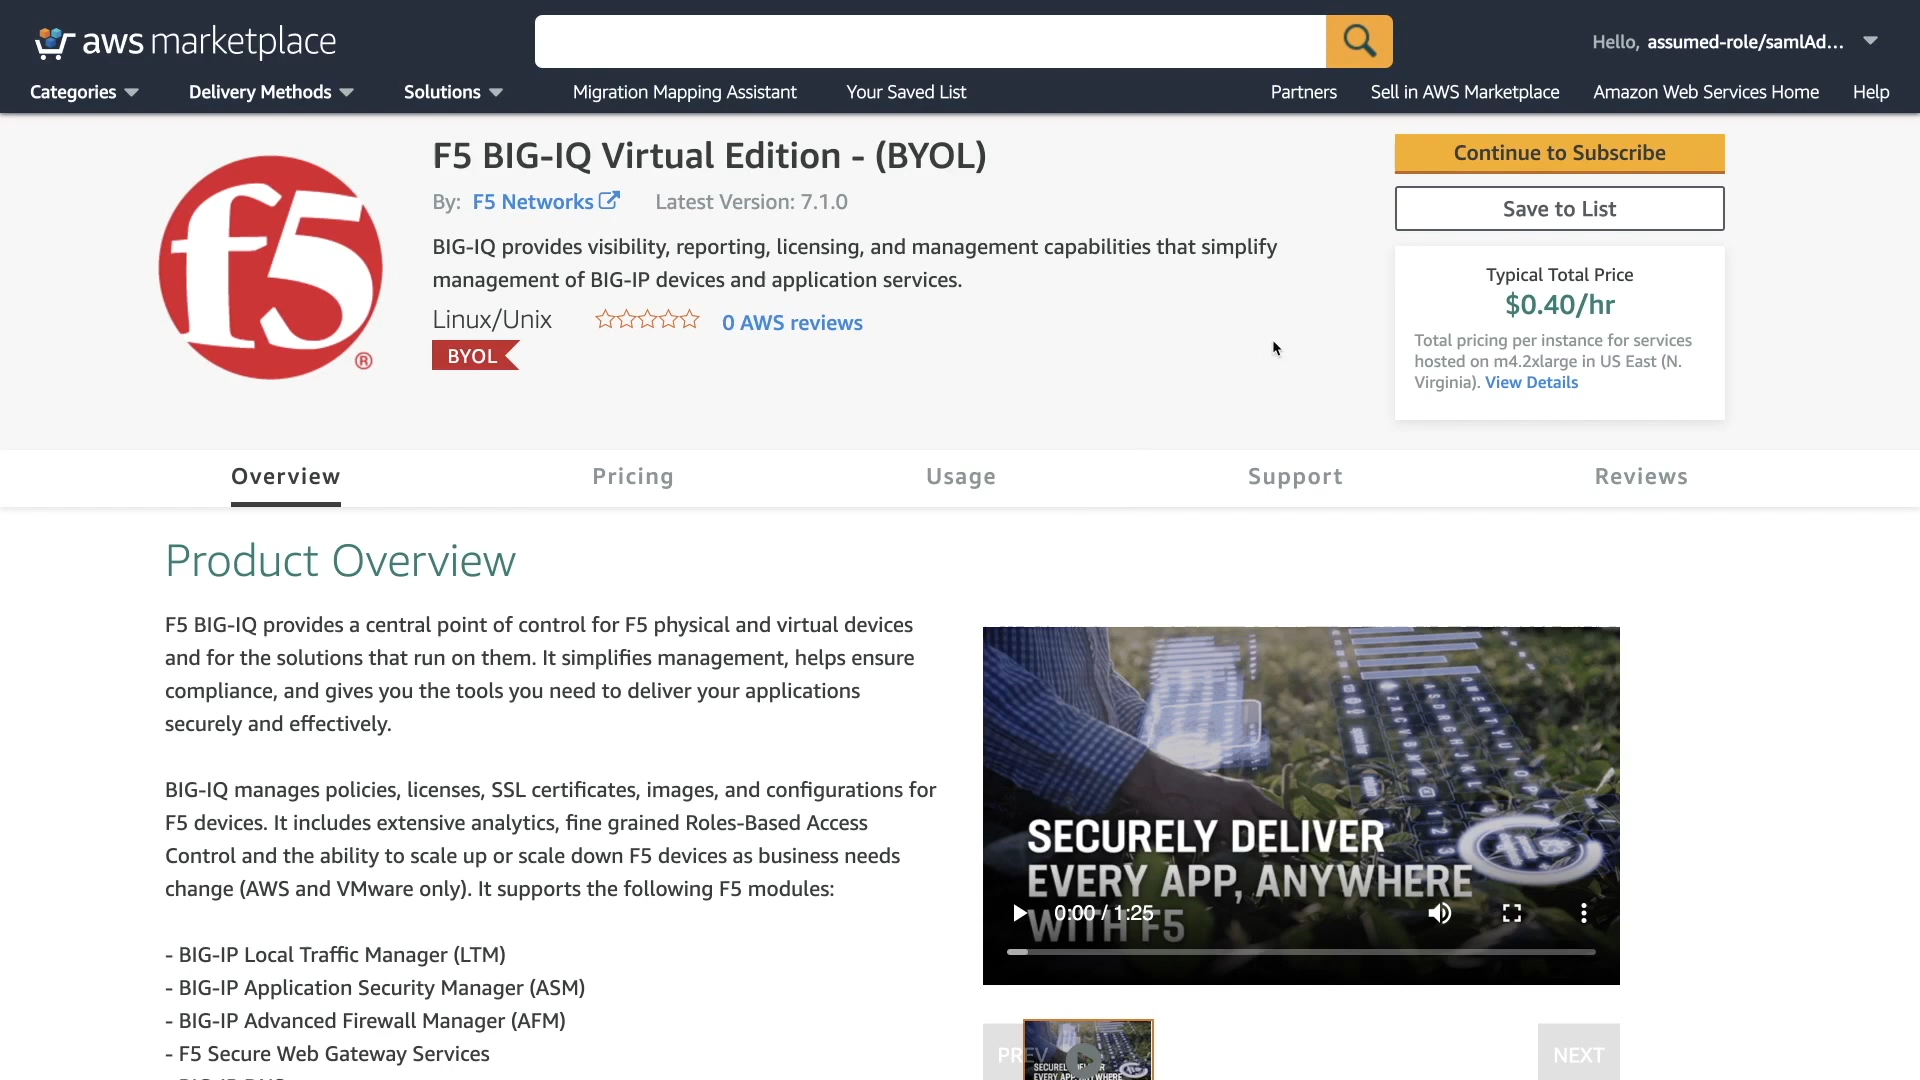 aws marketplace
Hello, assumed-role/samlAd...
Categories
Delivery Methods
Solutions
Migration Mapping Assistant
Your Saved List
Partners
Sell in AWS Marketplace
Amazon Web Services Home
Help
f5
®
F5 BIG-IQ Virtual Edition - (BYOL)
By: F5 Networks
Latest Version: 7.1.0
BIG-IQ provides visibility, reporting, licensing, and management capabilities that simplify
management of BIG-IP devices and application services.
Linux/Unix
0 AWS reviews
BYOL
Continue to Subscribe
Save to List
Typical Total Price
$0.40/hr
Total pricing per instance for services
hosted on m4.2xlarge in US East (N.
Virginia). View Details
Overview
Pricing
Usage
Support
Reviews
Product Overview
F5 BIG-IQ provides a central point of control for F5 physical and virtual devices
and for the solutions that run on them. It simplifies management, helps ensure
compliance, and gives you the tools you need to deliver your applications
securely and effectively.
BIG-IQ manages policies, licenses, SSL certificates, images, and configurations for
F5 devices. It includes extensive analytics, fine grained Roles-Based Access
Control and the ability to scale up or scale down F5 devices as business needs
change (AWS and VMware only). It supports the following F5 modules:
- BIG-IP Local Traffic Manager (LTM)
- BIG-IP Application Security Manager (ASM)
- BIG-IP Advanced Firewall Manager (AFM)
- F5 Secure Web Gateway Services
SECURELY DELIVER
EVERY APP, ANYWHERE
WITH F5
0:00 / 1:25
PREV
NEXT